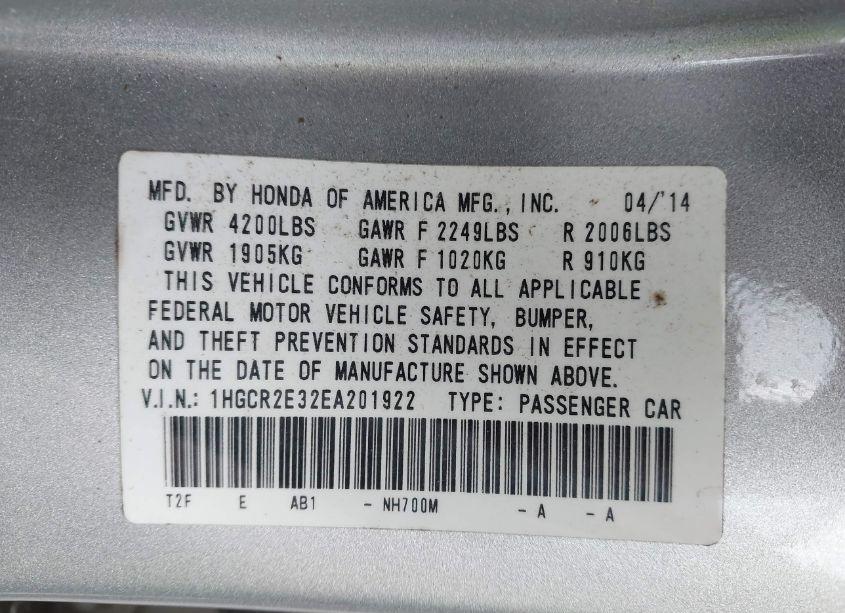 MFD. BY HONDA OF AMERICA MFG., INC. 04/'14
GVWR 4200LBS GAWR F 2249LBS R 2006LBS
GVWR 1905KG GAWR F 1020KG R 910KG
THIS VEHICLE CONFORMS TO ALL APPLICABLE
FEDERAL MOTOR VEHICLE SAFETY, BUMPER,
AND THEFT PREVENTION STANDARDS IN EFFECT
ON THE DATE OF MANUFACTURE SHOWN ABOVE.
V.I.N.: 1HGCR2E32EA201922 TYPE: PASSENGER CAR
T2F E AB1 - NH700M - A - A